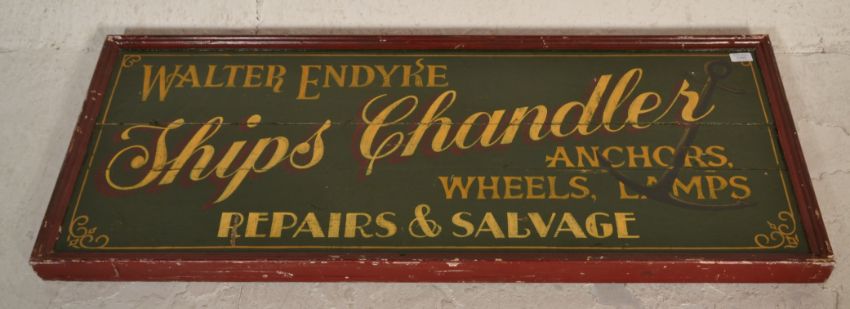 WALTER ENDYKE
Ships Chandler
ANCHORS,
WHEELS, LAMPS
REPAIRS & SALVAGE